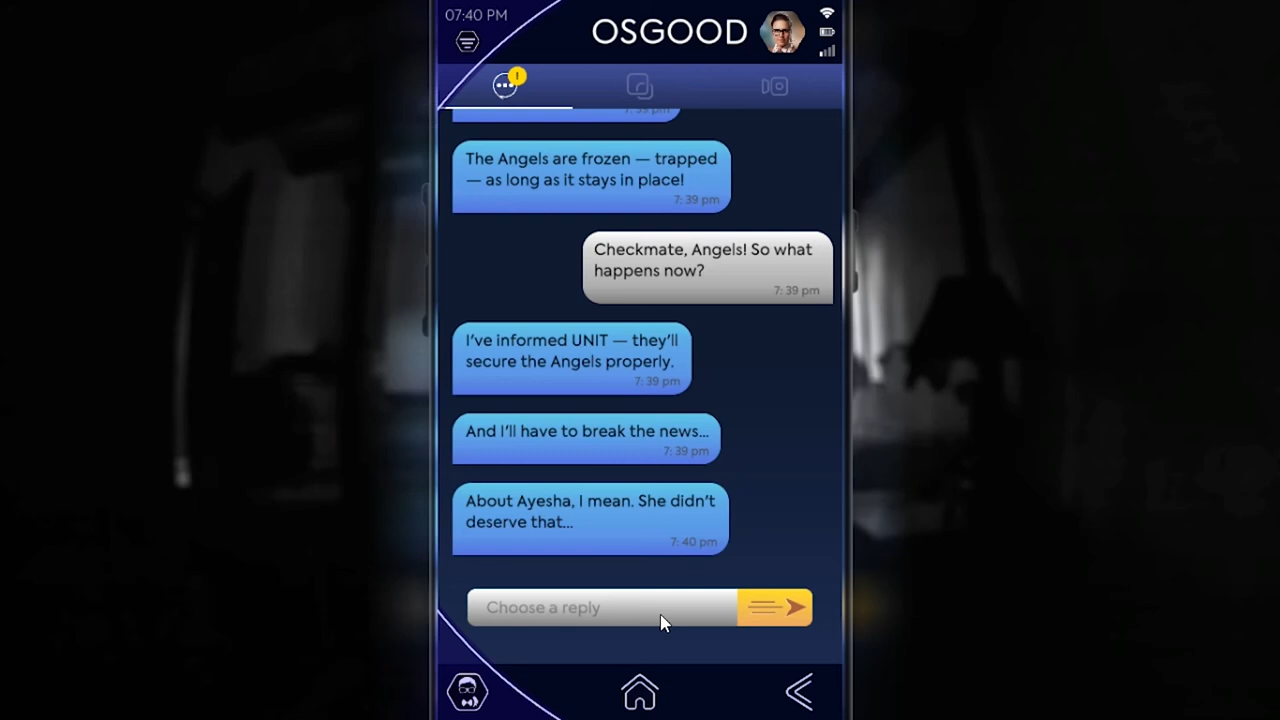 07:40 PM
OSGOOD
!
7: 39 pm
The Angels are frozen — trapped
— as long as it stays in place!
7: 39 pm
Checkmate, Angels! So what
happens now?
7: 39 pm
I've informed UNIT — they'll
secure the Angels properly.
7: 39 pm
And I'll have to break the news...
7: 39 pm
About Ayesha, I mean. She didn't
deserve that...
7: 40 pm
Choose a reply